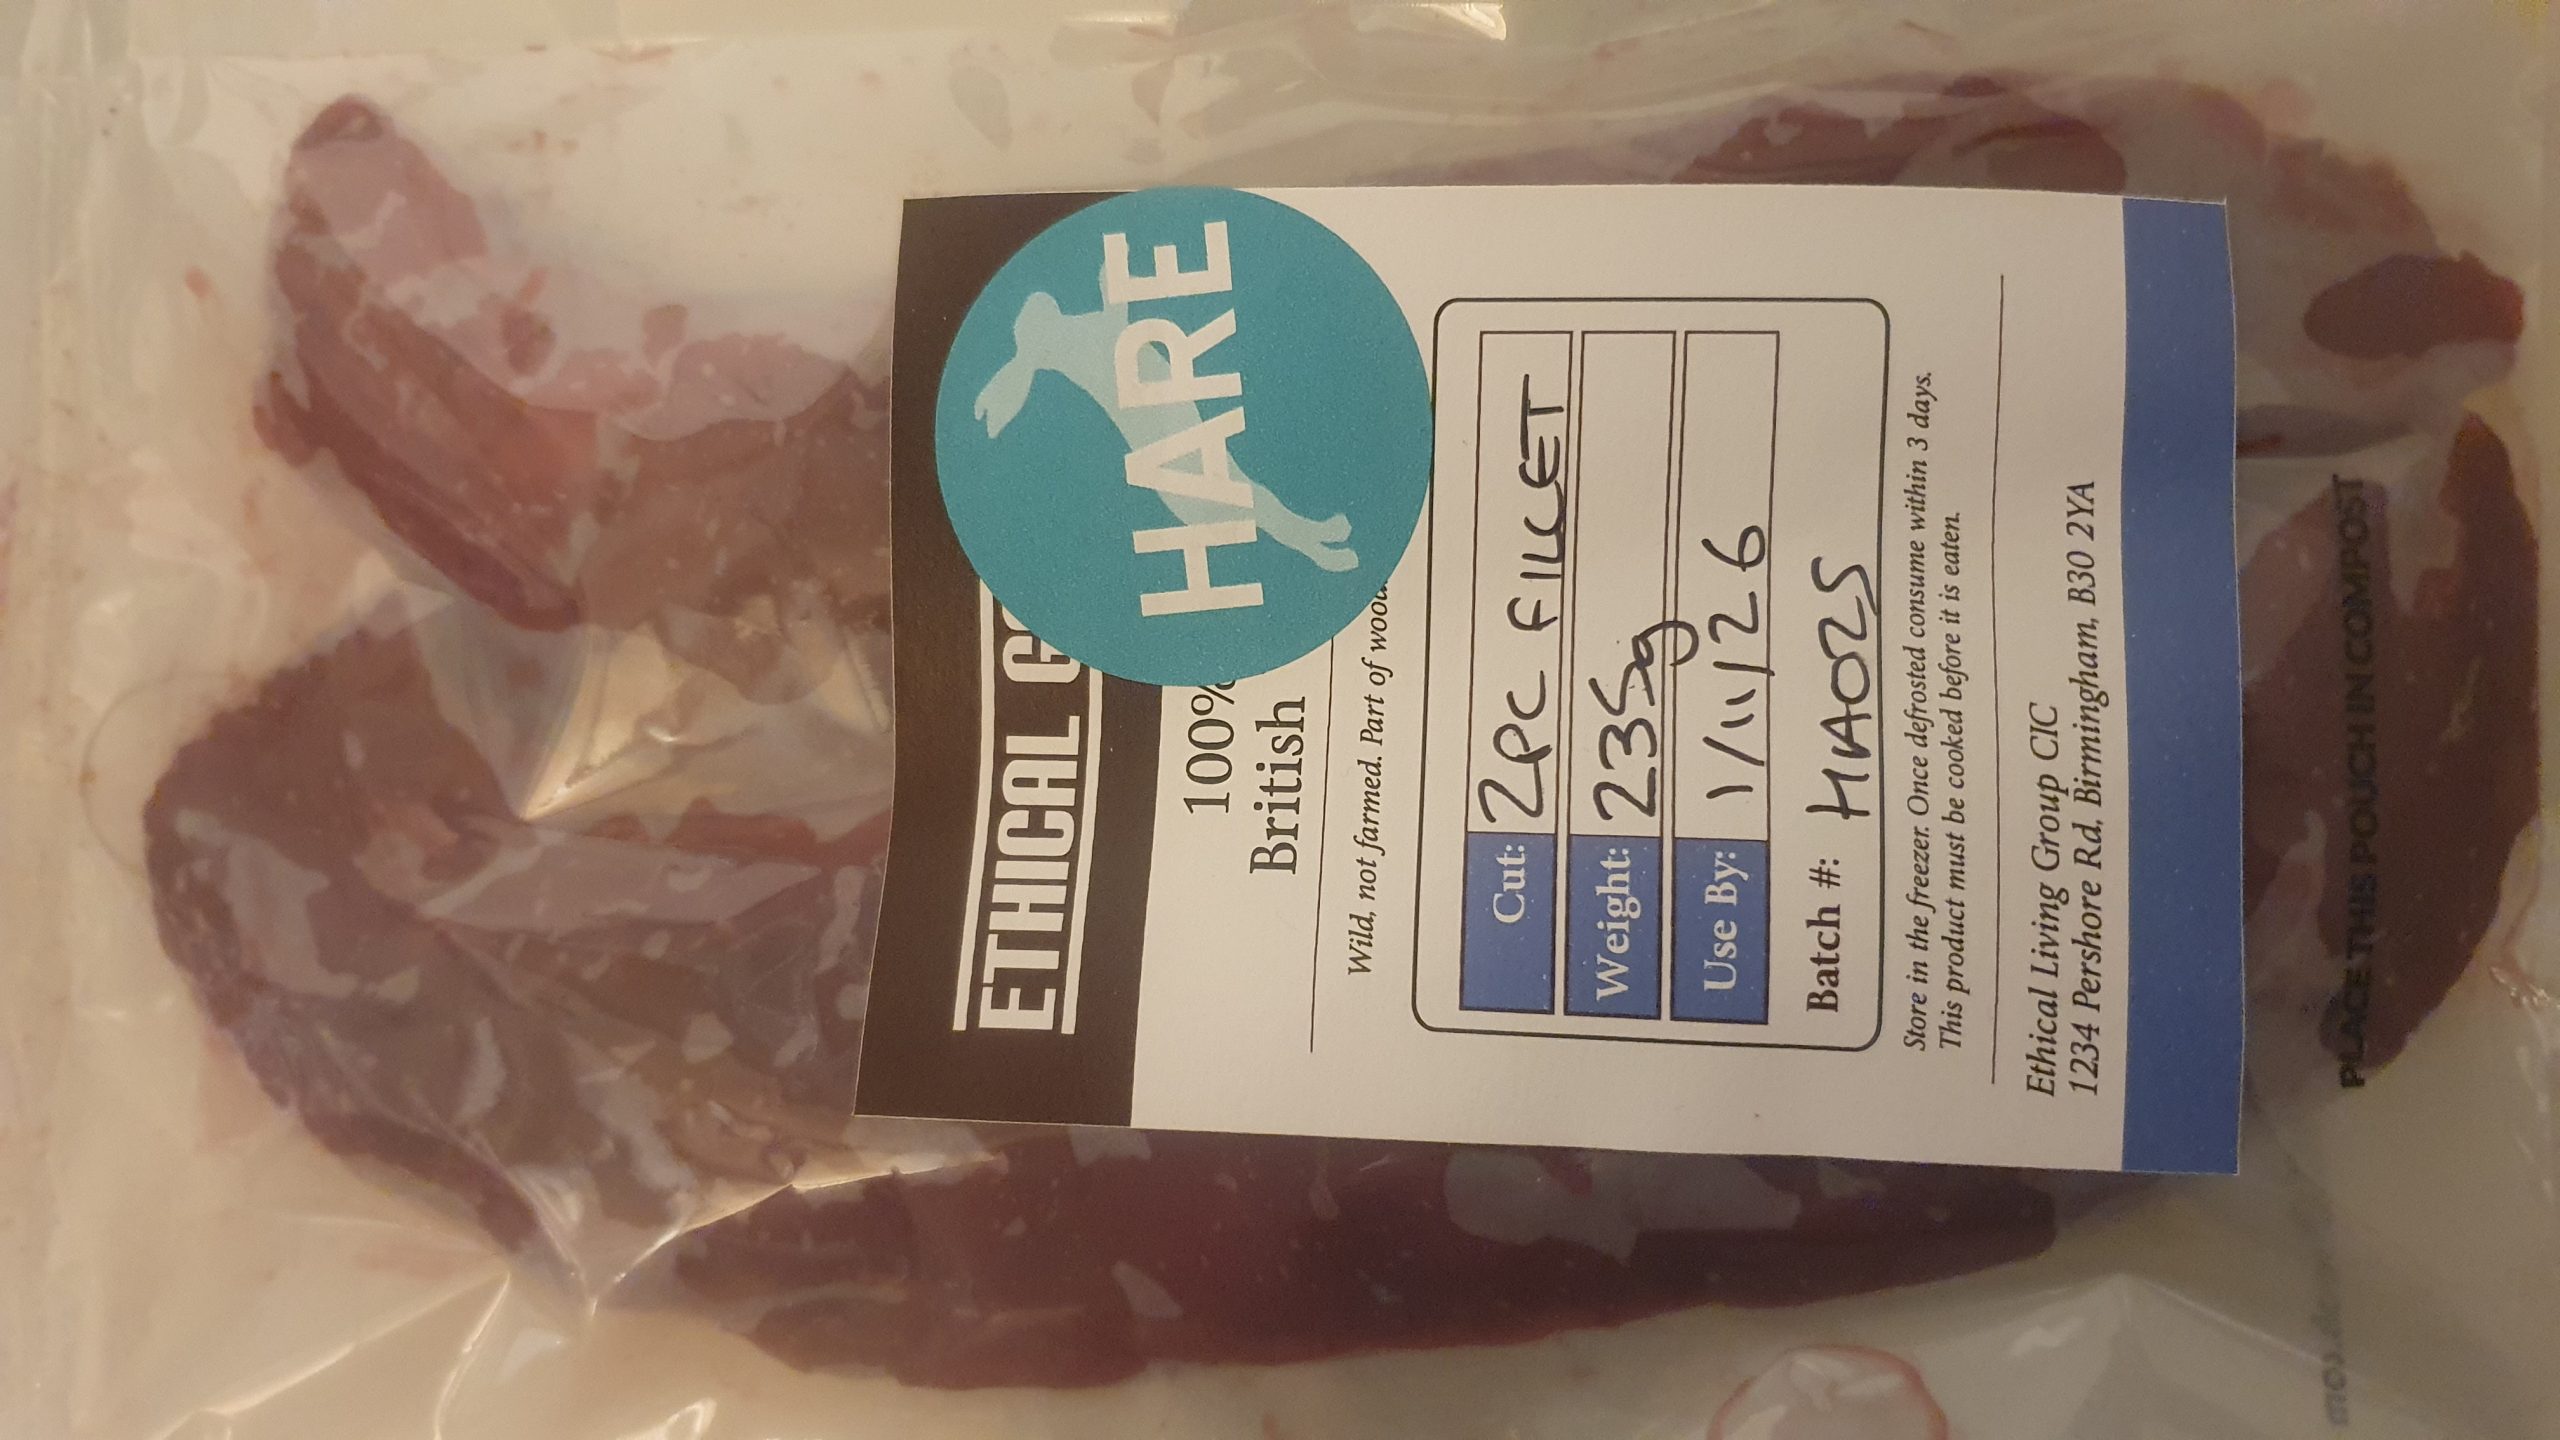 ETHICAL
HARE
100%
British
Wild, not farmed. Part of
Cut: 2PC FILLET
Weight: 235g
Use By: 1/11/26
Batch #: HA025
Store in the freezer. Once defrosted consume within 3 days.
This product must be cooked before it is eaten.
Ethical Living Group CIC
1234 Pershore Rd, Birmingham, B30 2YA
PLACE THIS POUCH IN COMPOST